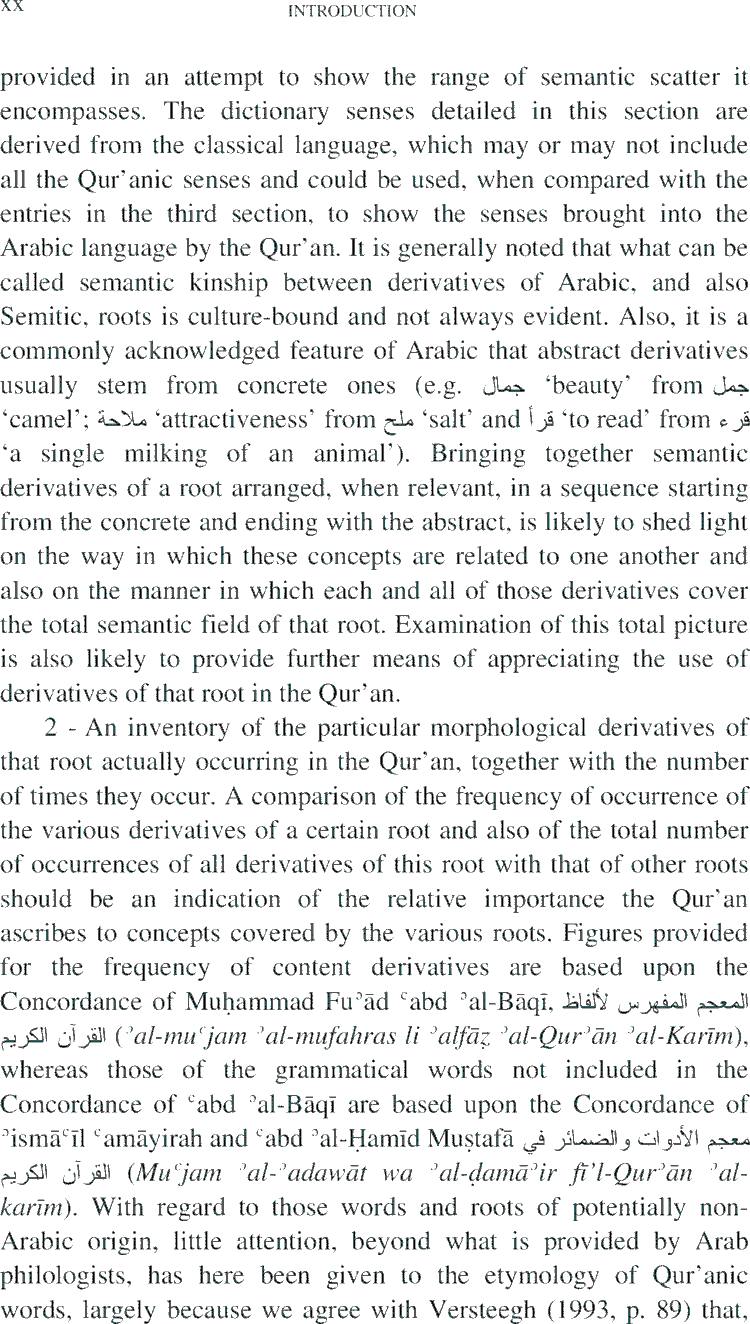 xx
INTRODUCTION
provided in an attempt to show the range of semantic scatter it
encompasses. The dictionary senses detailed in this section are
derived from the classical language, which may or may not include
all the Qur’anic senses and could be used, when compared with the
entries in the third section, to show the senses brought into the
Arabic language by the Qur’an. It is generally noted that what can be
called semantic kinship between derivatives of Arabic, and also
Semitic, roots is culture-bound and not always evident. Also, it is a
commonly acknowledged feature of Arabic that abstract derivatives
usually stem from concrete ones (e.g. جمال ‘beauty’ from جمل
‘camel’; ملاحة ‘attractiveness’ from ملح ‘salt’ and قرأ ‘to read’ from قرء
‘a single milking of an animal’). Bringing together semantic
derivatives of a root arranged, when relevant, in a sequence starting
from the concrete and ending with the abstract, is likely to shed light
on the way in which these concepts are related to one another and
also on the manner in which each and all of those derivatives cover
the total semantic field of that root. Examination of this total picture
is also likely to provide further means of appreciating the use of
derivatives of that root in the Qur’an.
2 - An inventory of the particular morphological derivatives of
that root actually occurring in the Qur’an, together with the number
of times they occur. A comparison of the frequency of occurrence of
the various derivatives of a certain root and also of the total number
of occurrences of all derivatives of this root with that of other roots
should be an indication of the relative importance the Qur’an
ascribes to concepts covered by the various roots. Figures provided
for the frequency of content derivatives are based upon the
Concordance of Muḥammad Fuʾād ʿabd ʾal-Bāqī, المعجم المفهرس لألفاظ
القرآن الكريم (ʾal-muʿjam ʾal-mufahras li ʾalfāẓ ʾal-Qurʾān ʾal-Karīm),
whereas those of the grammatical words not included in the
Concordance of ʿabd ʾal-Bāqī are based upon the Concordance of
ʾismāʿīl ʿamāyirah and ʿabd ʾal-Ḥamīd Muṣtafā معجم الأدوات والضمائر في
القرآن الكريم (Muʿjam ʾal-ʾadawāt wa ʾal-ḍamāʾir fī’l-Qurʾān ʾal-
karīm). With regard to those words and roots of potentially non-
Arabic origin, little attention, beyond what is provided by Arab
philologists, has here been given to the etymology of Qur’anic
words, largely because we agree with Versteegh (1993, p. 89) that,